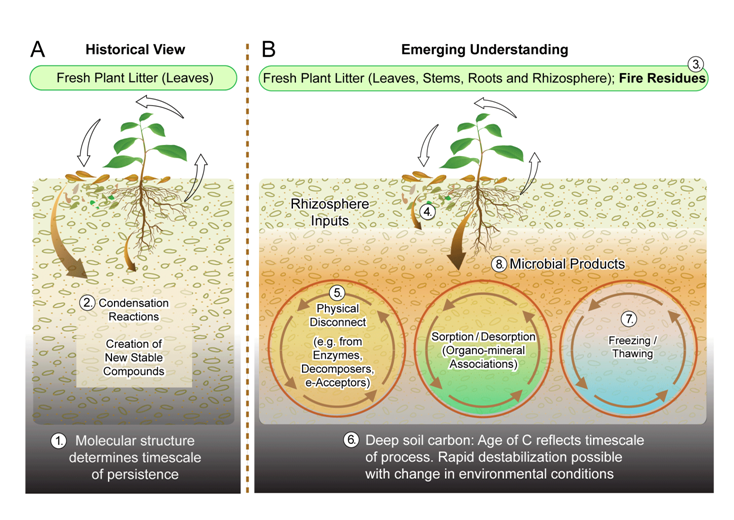 A
Historical View
Fresh Plant Litter (Leaves)
2. Condensation
Reactions
Creation of
New Stable
Compounds
1. Molecular structure
determines timescale
of persistence
B
Emerging Understanding
3.
Fresh Plant Litter (Leaves, Stems, Roots and Rhizosphere); Fire Residues
Rhizosphere
Inputs
4.
8. Microbial Products
5.
Physical
Disconnect
(e.g. from
Enzymes,
Decomposers,
e-Acceptors)
Sorption/Desorption
(Organo-mineral
Associations)
7.
Freezing /
Thawing
6. Deep soil carbon: Age of C reflects timescale
of process. Rapid destabilization possible
with change in environmental conditions